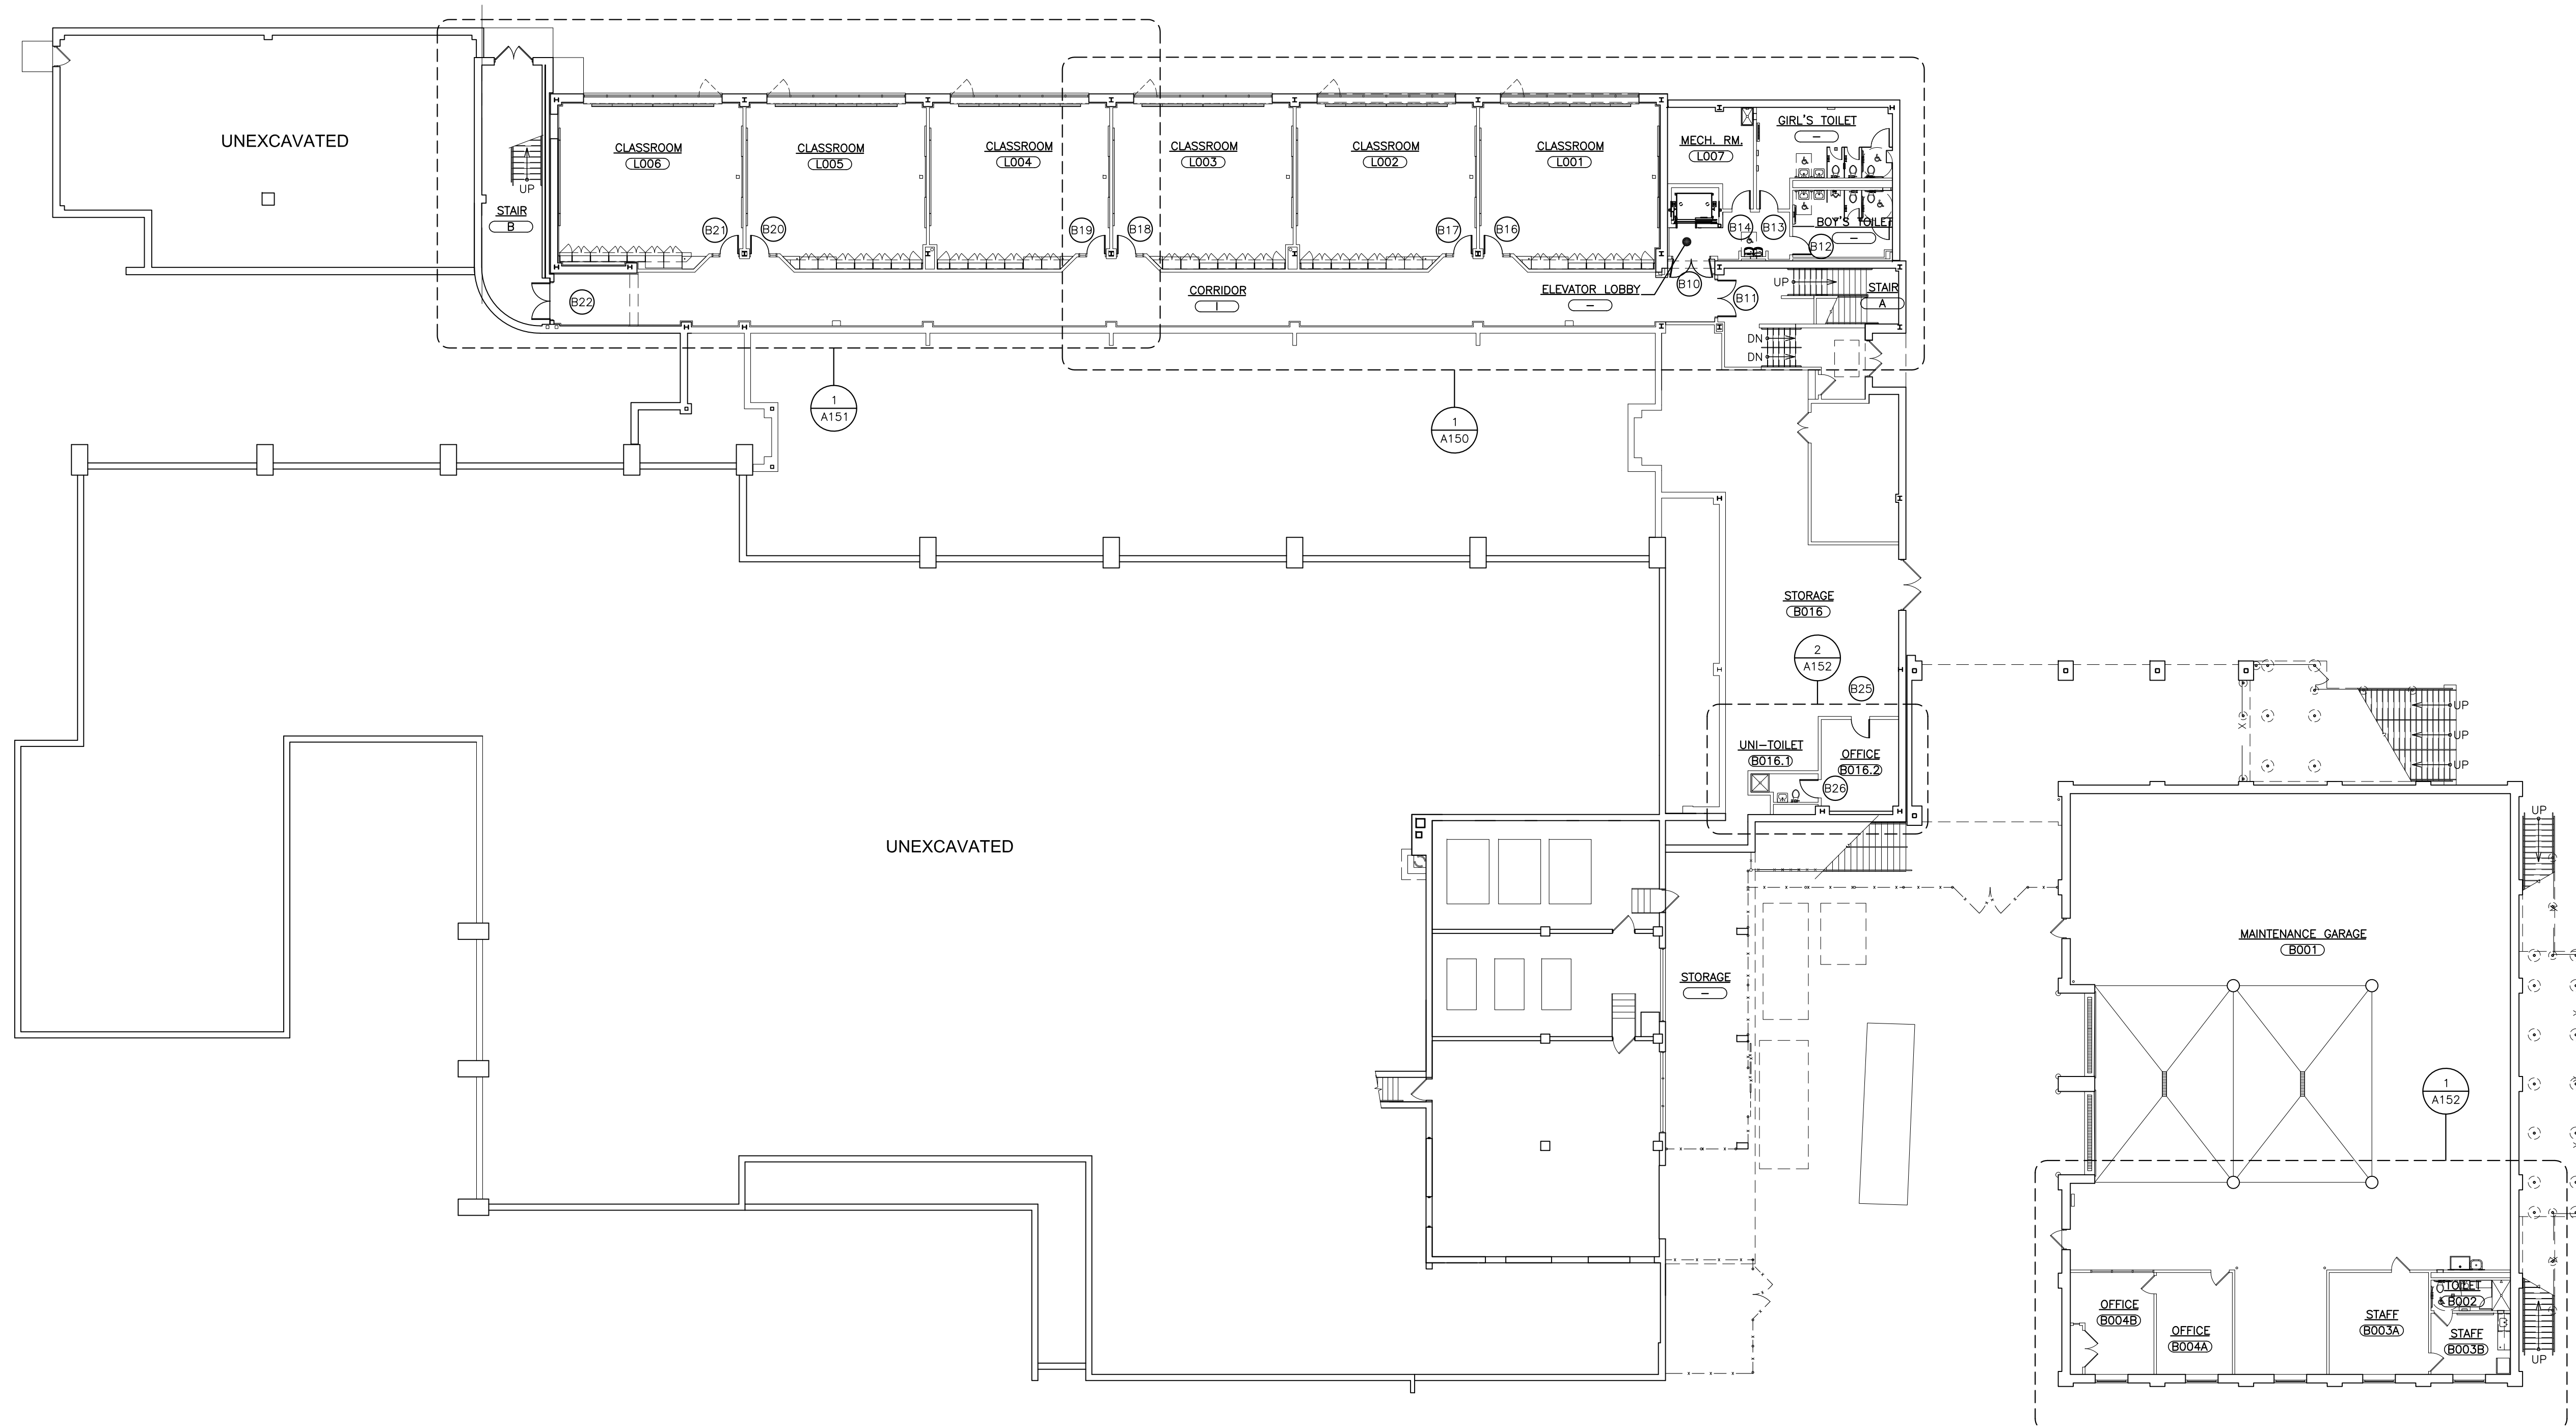 UNEXCAVATED
UP
STAIR
B
CLASSROOM
L006
CLASSROOM
L005
CLASSROOM
L004
CLASSROOM
L003
CLASSROOM
L002
CLASSROOM
L001
MECH. RM.
L007
GIRL'S TOILET
-
BOY'S TOILET
-
B21
B20
B19
B18
B17
B16
B14
B13
B12
B22
CORRIDOR
1
ELEVATOR LOBBY
-
B10
B11
UP
STAIR
A
DN
DN
1
A151
1
A150
STORAGE
B016
2
A152
B25
UNI-TOILET
B016.1
OFFICE
B016.2
B26
UP
UP
UP
UNEXCAVATED
UP
MAINTENANCE GARAGE
B001
STORAGE
-
1
A152
TOILET
B002
OFFICE
B004B
OFFICE
B004A
STAFF
B003A
STAFF
B003B
UP